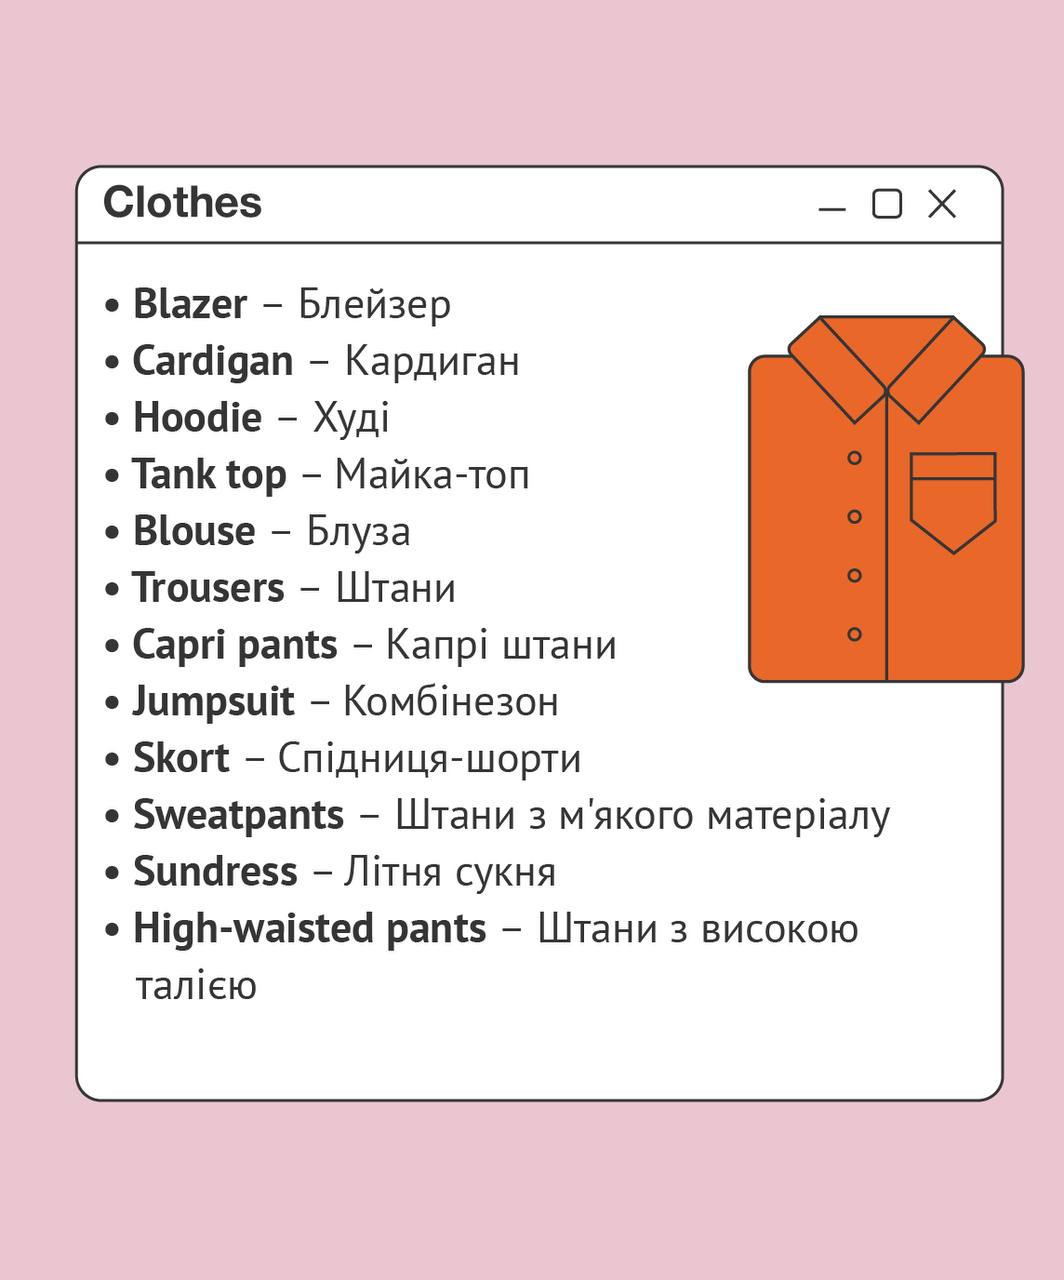 Clothes
• Blazer – Блейзер
• Cardigan – Кардиган
• Hoodie – Худі
• Tank top – Майка-топ
• Blouse – Блуза
• Trousers – Штани
• Capri pants – Капрі штани
• Jumpsuit – Комбінезон
• Skort – Спідниця-шорти
• Sweatpants – Штани з м'якого матеріалу
• Sundress – Літня сукня
• High-waisted pants – Штани з високою
талією